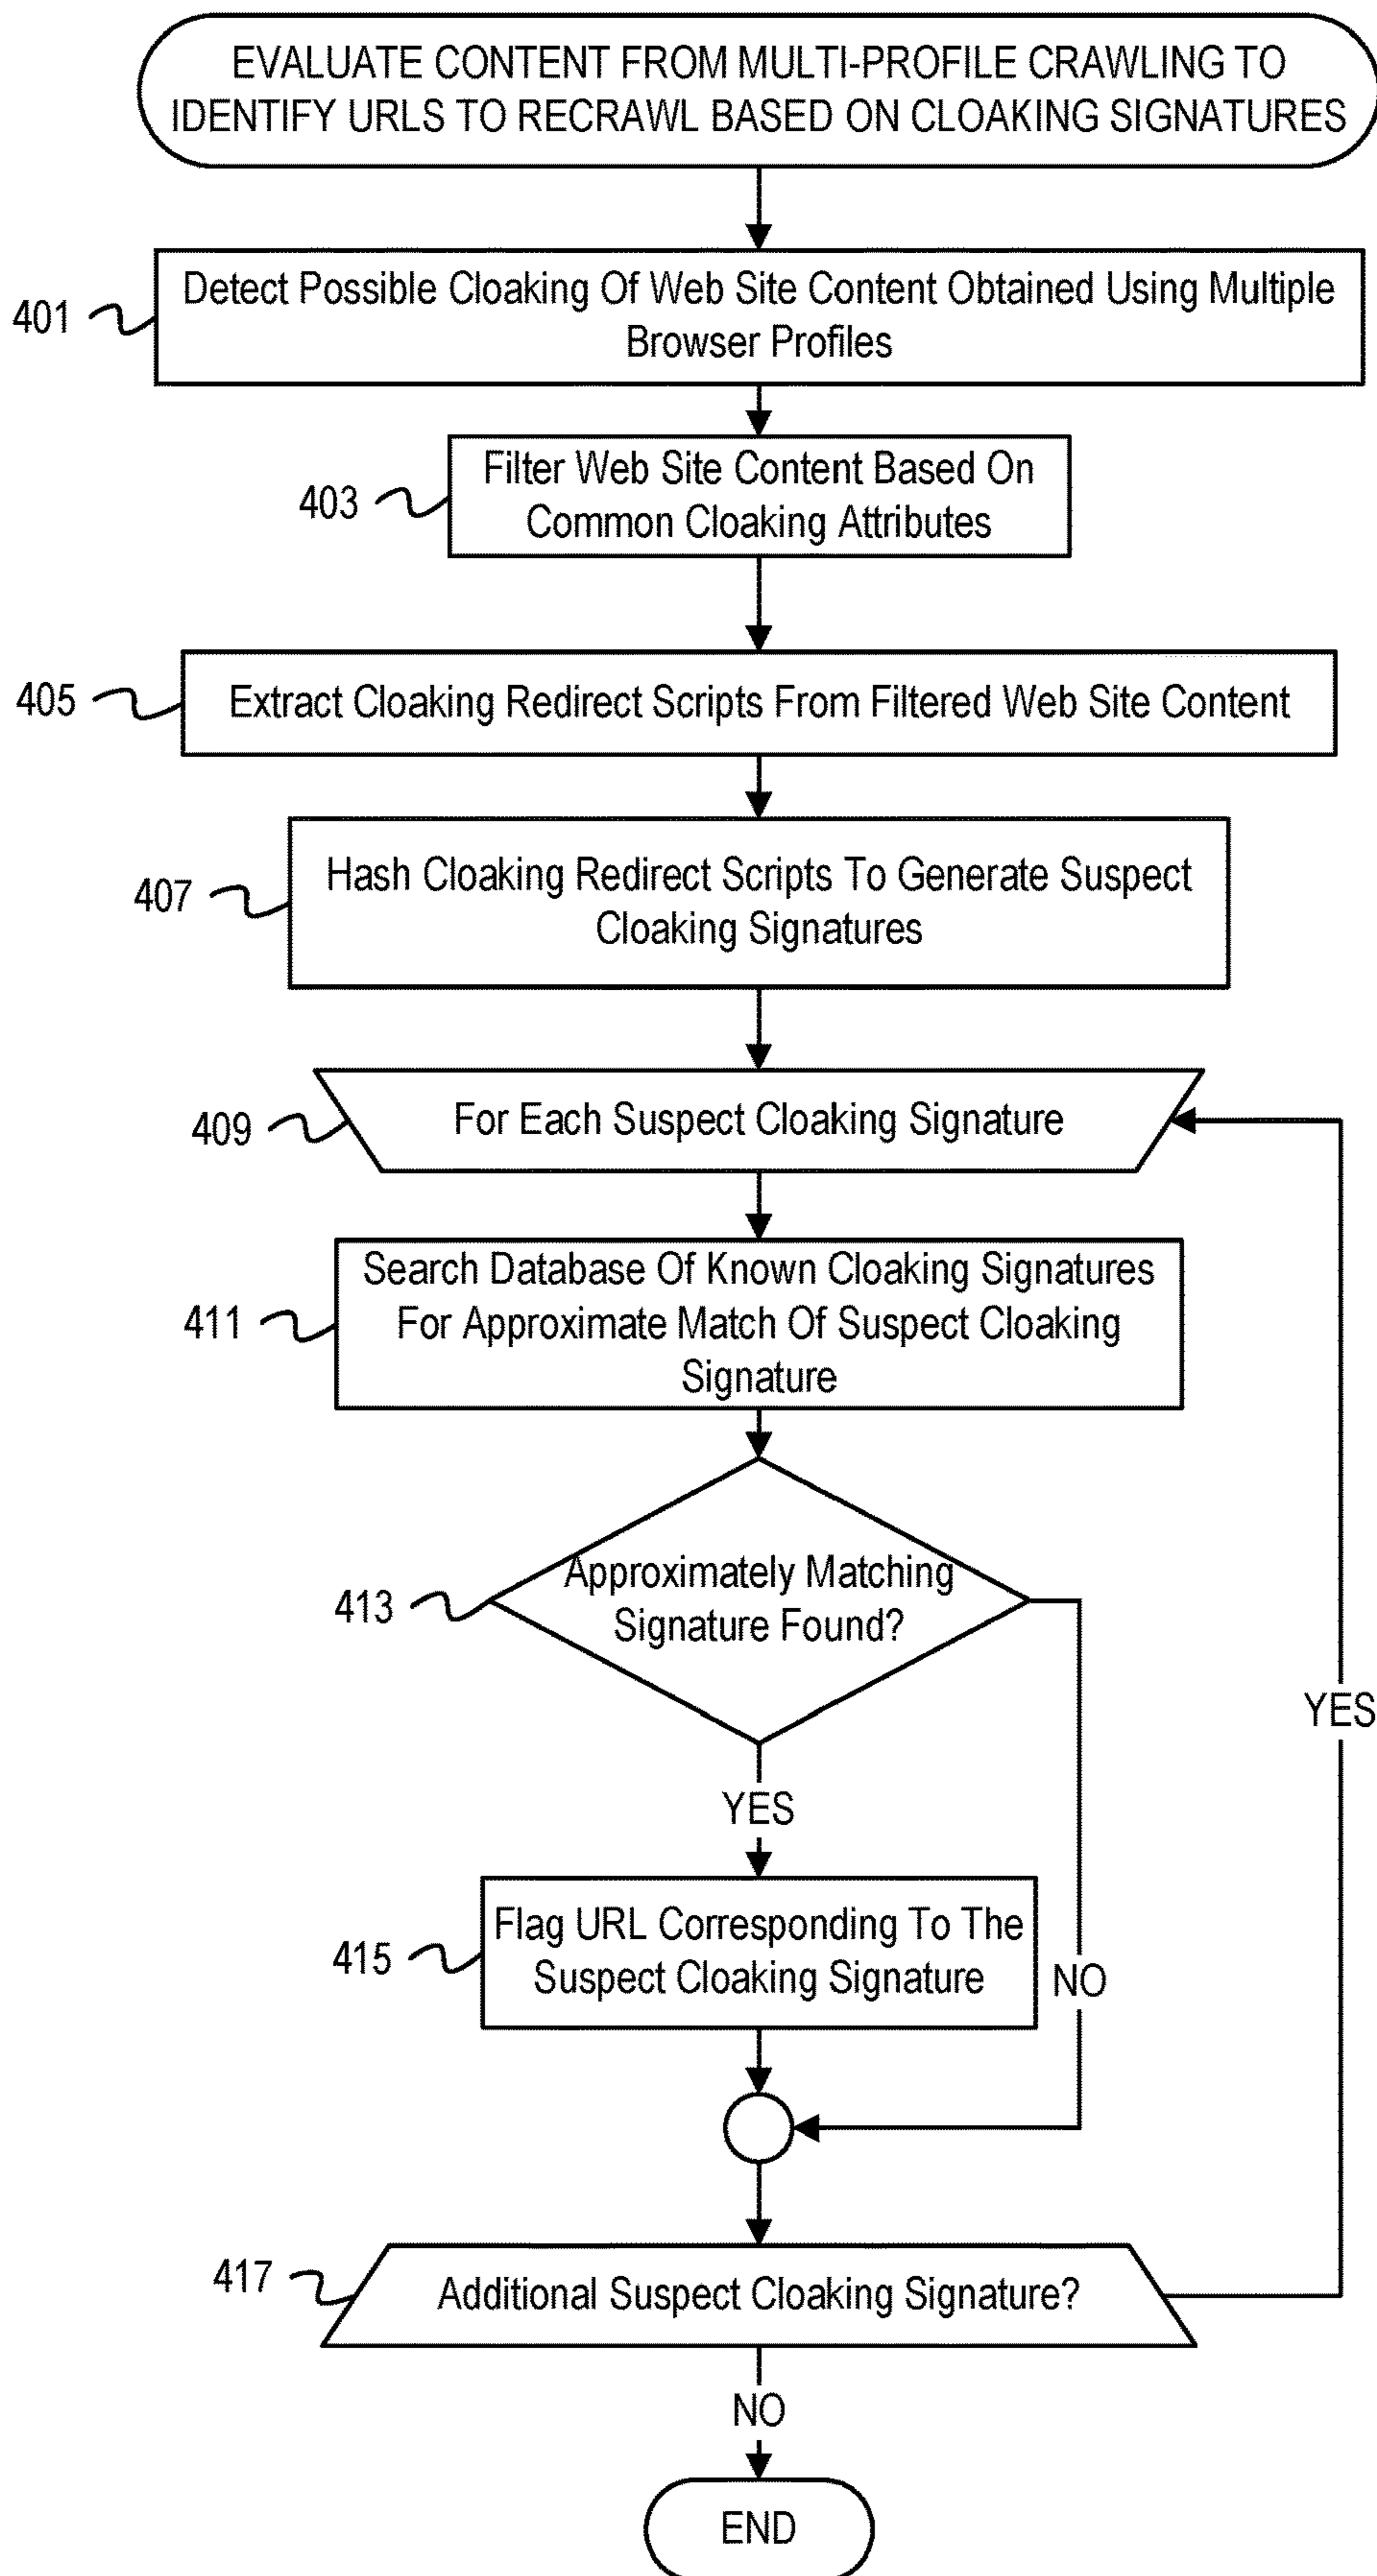 EVALUATE CONTENT FROM MULTI-PROFILE CRAWLING TO
IDENTIFY URLS TO RECRAWL BASED ON CLOAKING SIGNATURES
401
Detect Possible Cloaking Of Web Site Content Obtained Using Multiple
Browser Profiles
403
Filter Web Site Content Based On
Common Cloaking Attributes
405
Extract Cloaking Redirect Scripts From Filtered Web Site Content
407
Hash Cloaking Redirect Scripts To Generate Suspect
Cloaking Signatures
409
For Each Suspect Cloaking Signature
411
Search Database Of Known Cloaking Signatures
For Approximate Match Of Suspect Cloaking
Signature
413
Approximately Matching
Signature Found?
YES
YES
415
Flag URL Corresponding To The
Suspect Cloaking Signature
NO
417
Additional Suspect Cloaking Signature?
NO
END